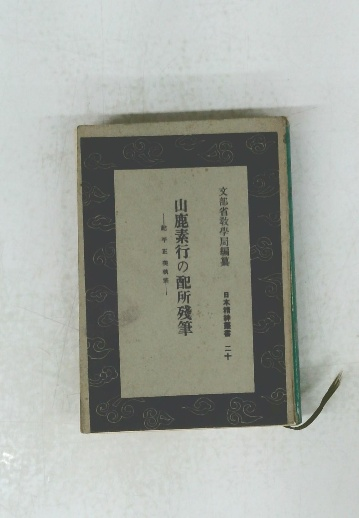 文部省教學局編纂
日本精神叢書 二十
山鹿素行の配所殘筆